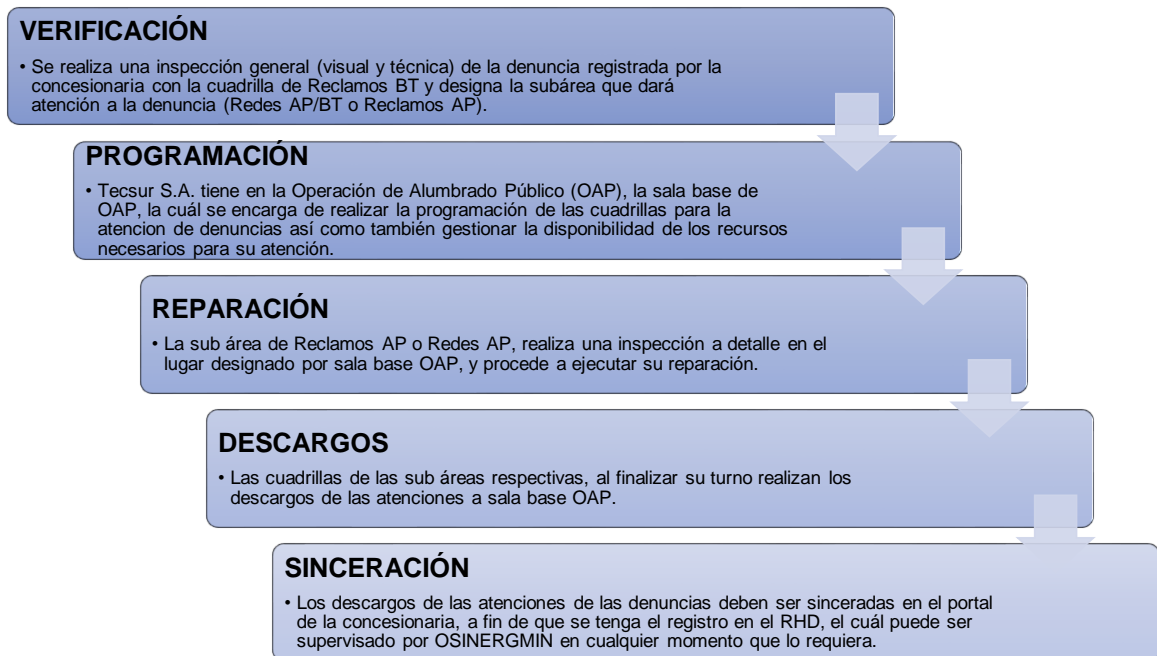 VERIFICACIÓN
• Se realiza una inspección general (visual y técnica) de la denuncia registrada por la
concesionaria con la cuadrilla de Reclamos BT y designa la subárea que dará
atención a la denuncia (Redes AP/BT o Reclamos AP).
PROGRAMACIÓN
• Tecsur S.A. tiene en la Operación de Alumbrado Público (OAP), la sala base de
OAP, la cuál se encarga de realizar la programación de las cuadrillas para la
atencion de denuncias así como también gestionar la disponibilidad de los recursos
necesarios para su atención.
REPARACIÓN
• La sub área de Reclamos AP o Redes AP, realiza una inspección a detalle en el
lugar designado por sala base OAP, y procede a ejecutar su reparación.
DESCARGOS
• Las cuadrillas de las sub áreas respectivas, al finalizar su turno realizan los
descargos de las atenciones a sala base OAP.
SINCERACIÓN
• Los descargos de las atenciones de las denuncias deben ser sinceradas en el portal
de la concesionaria, a fin de que se tenga el registro en el RHD, el cuál puede ser
supervisado por OSINERGMIN en cualquier momento que lo requiera.